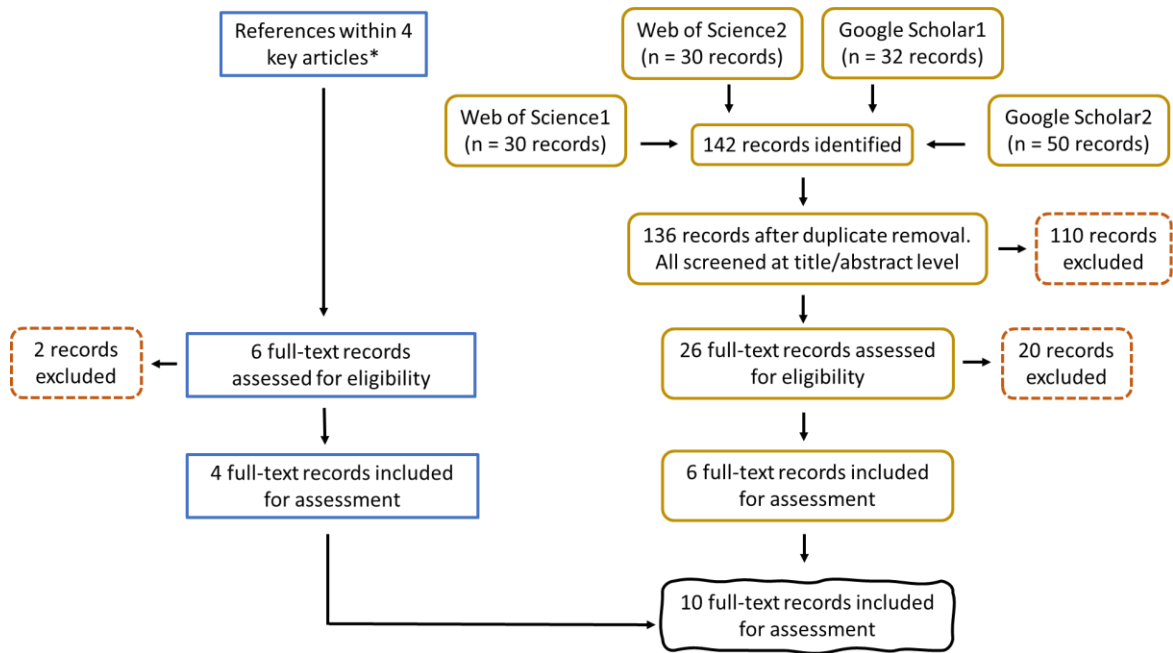 References within 4
key articles*
Web of Science2
(n = 30 records)
Google Scholar1
(n = 32 records)
Web of Science1
(n = 30 records)
142 records identified
Google Scholar2
(n = 50 records)
136 records after duplicate removal.
All screened at title/abstract level
110 records
excluded
2 records
excluded
6 full-text records
assessed for eligibility
26 full-text records assessed
for eligibility
20 records
excluded
4 full-text records included
for assessment
6 full-text records included
for assessment
10 full-text records included
for assessment